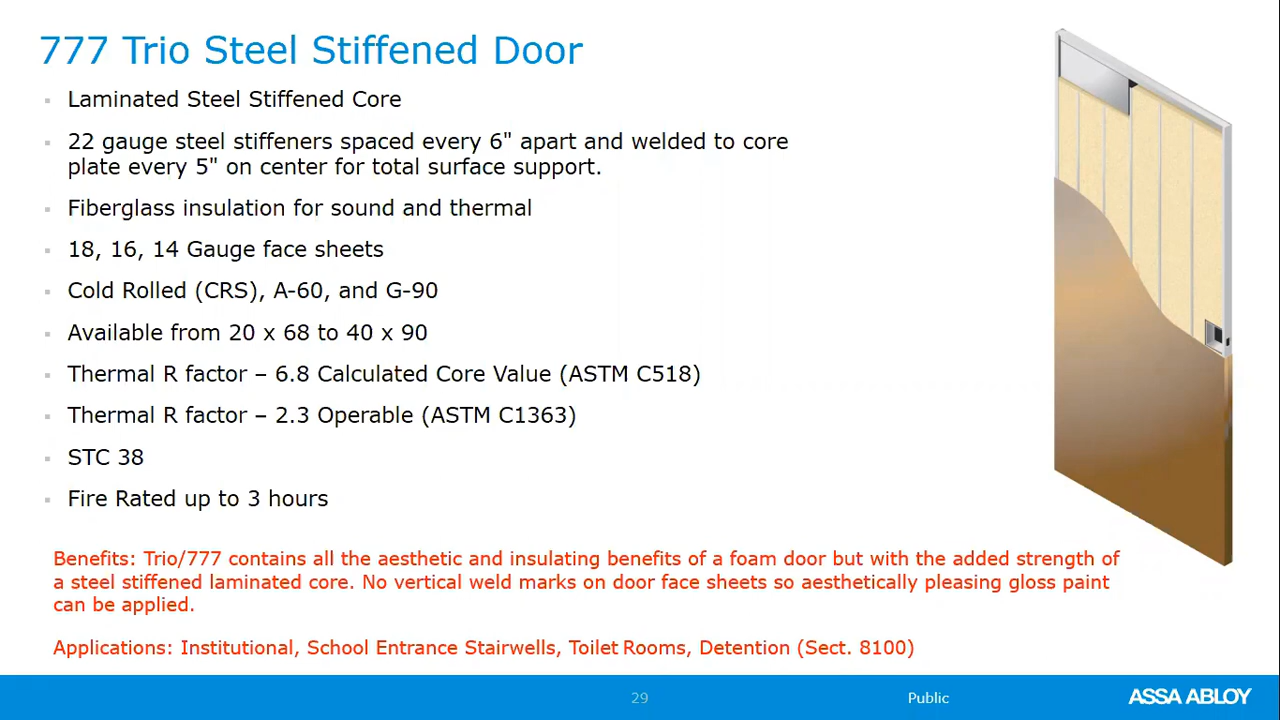 777 Trio Steel Stiffened Door
▪ Laminated Steel Stiffened Core
▪ 22 gauge steel stiffeners spaced every 6" apart and welded to core
plate every 5" on center for total surface support.
▪ Fiberglass insulation for sound and thermal
▪ 18, 16, 14 Gauge face sheets
▪ Cold Rolled (CRS), A-60, and G-90
▪ Available from 20 x 68 to 40 x 90
▪ Thermal R factor – 6.8 Calculated Core Value (ASTM C518)
▪ Thermal R factor – 2.3 Operable (ASTM C1363)
▪ STC 38
▪ Fire Rated up to 3 hours
Benefits: Trio/777 contains all the aesthetic and insulating benefits of a foam door but with the added strength of
a steel stiffened laminated core. No vertical weld marks on door face sheets so aesthetically pleasing gloss paint
can be applied.
Applications: Institutional, School Entrance Stairwells, Toilet Rooms, Detention (Sect. 8100)
29
Public
ASSA ABLOY